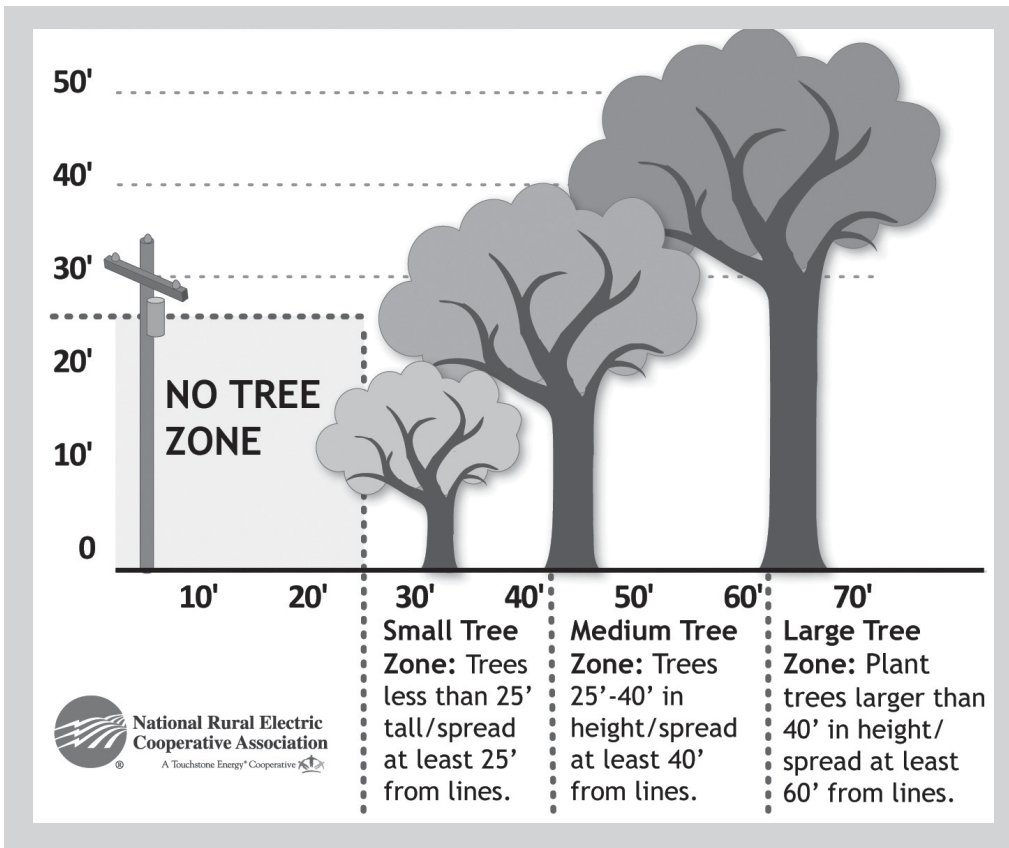 50'
40'
30'
20'
10'
0
NO TREE
ZONE
10'
20'
30'
40'
50'
60'
70'
Small Tree
Zone: Trees
less than 25’
tall/spread
at least 25’
from lines.
Medium Tree
Zone: Trees
25’-40’ in
height/spread
at least 40’
from lines.
Large Tree
Zone: Plant
trees larger than
40’ in height/
spread at least
60’ from lines.
National Rural Electric
Cooperative Association
®
A Touchstone Energy® Cooperative